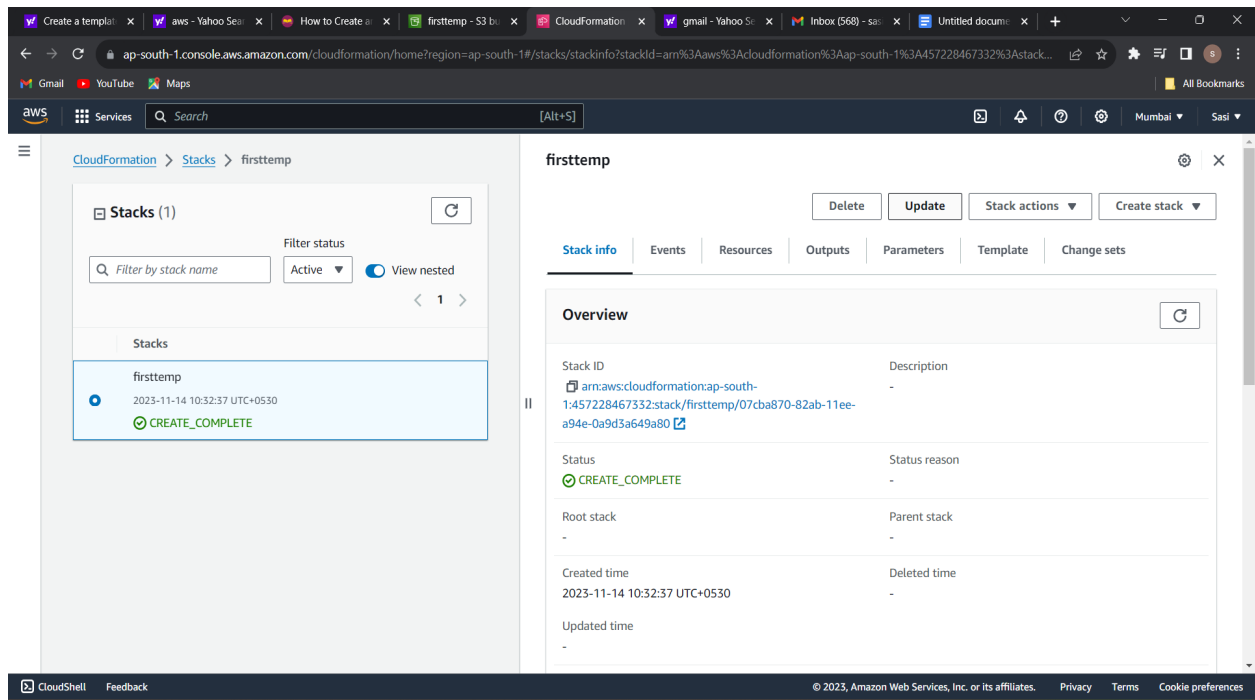 Create a templat
aws - Yahoo Sear
How to Create a
firsttemp - S3 bu
CloudFormation
gmail - Yahoo Se
Inbox (568) - sas
Untitled docume
ap-south-1.console.aws.amazon.com/cloudformation/home?region=ap-south-1#/stacks/stackinfo?stackId=arn%3Aaws%3Acloudformation%3Aap-south-1%3A457228467332%3Astack...
S
Gmail YouTube Maps
All Bookmarks
aws Services Search [Alt+S] Mumbai Sasi
CloudFormation > Stacks > firsttemp
Stacks (1)
Filter status
Filter by stack name
Active
View nested
1
Stacks
firsttemp
2023-11-14 10:32:37 UTC+0530
CREATE_COMPLETE
firsttemp
Delete Update Stack actions Create stack
Stack info Events Resources Outputs Parameters Template Change sets
Overview
Stack ID
arn:aws:cloudformation:ap-south-
1:457228467332:stack/firsttemp/07cba870-82ab-11ee-
a94e-0a9d3a649a80
Description
-
Status
CREATE_COMPLETE
Status reason
-
Root stack
-
Parent stack
-
Created time
2023-11-14 10:32:37 UTC+0530
Deleted time
-
Updated time
-
CloudShell Feedback © 2023, Amazon Web Services, Inc. or its affiliates. Privacy Terms Cookie preferences